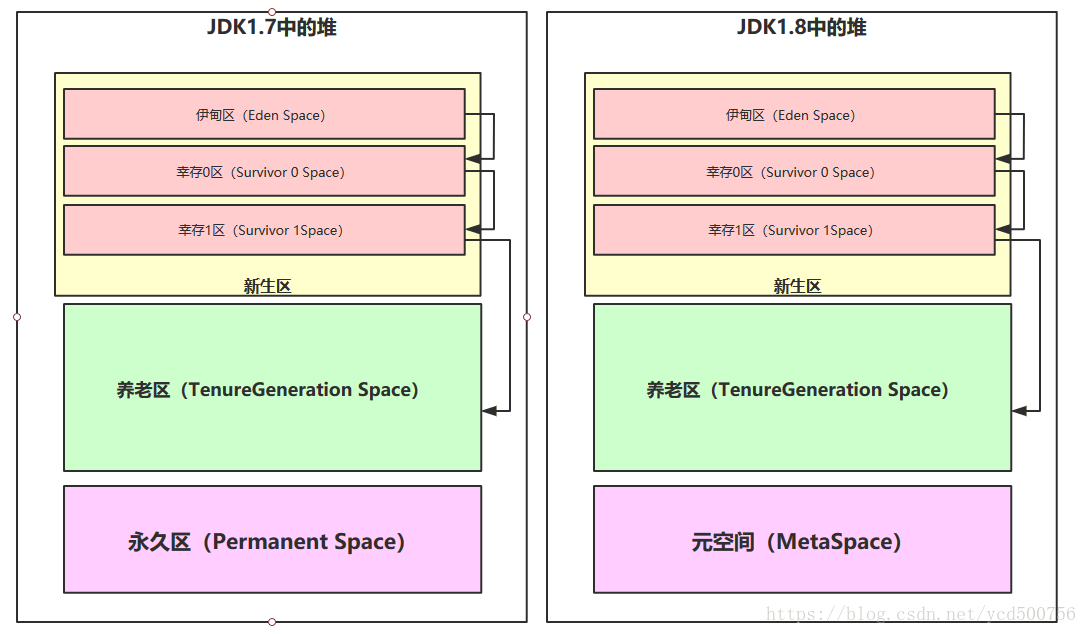 JDK1.7中的堆
伊甸区（Eden Space）
幸存0区（Survivor 0 Space）
幸存1区（Survivor 1Space）
新生区
养老区（TenureGeneration Space）
永久区（Permanent Space）
JDK1.8中的堆
伊甸区（Eden Space）
幸存0区（Survivor 0 Space）
幸存1区（Survivor 1Space）
新生区
养老区（TenureGeneration Space）
元空间（MetaSpace）
https://blog.csdn.net/ycd500756